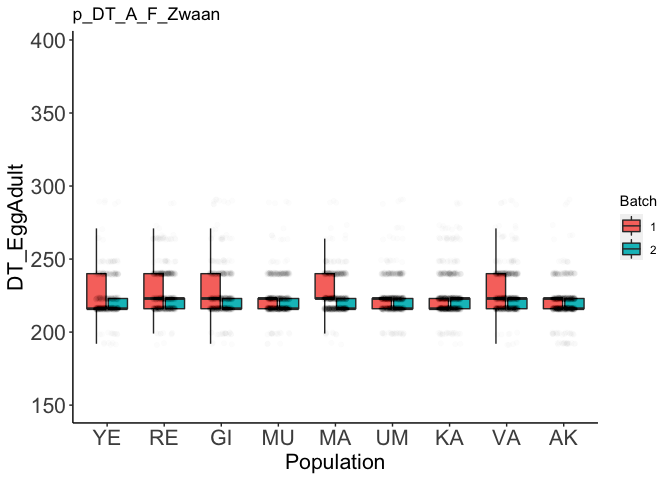 p_DT_A_F_Zwaan
400
350
300
250
200
150
DT_EggAdult
YE RE GI MU MA UM KA VA AK
Population
Batch
1
2